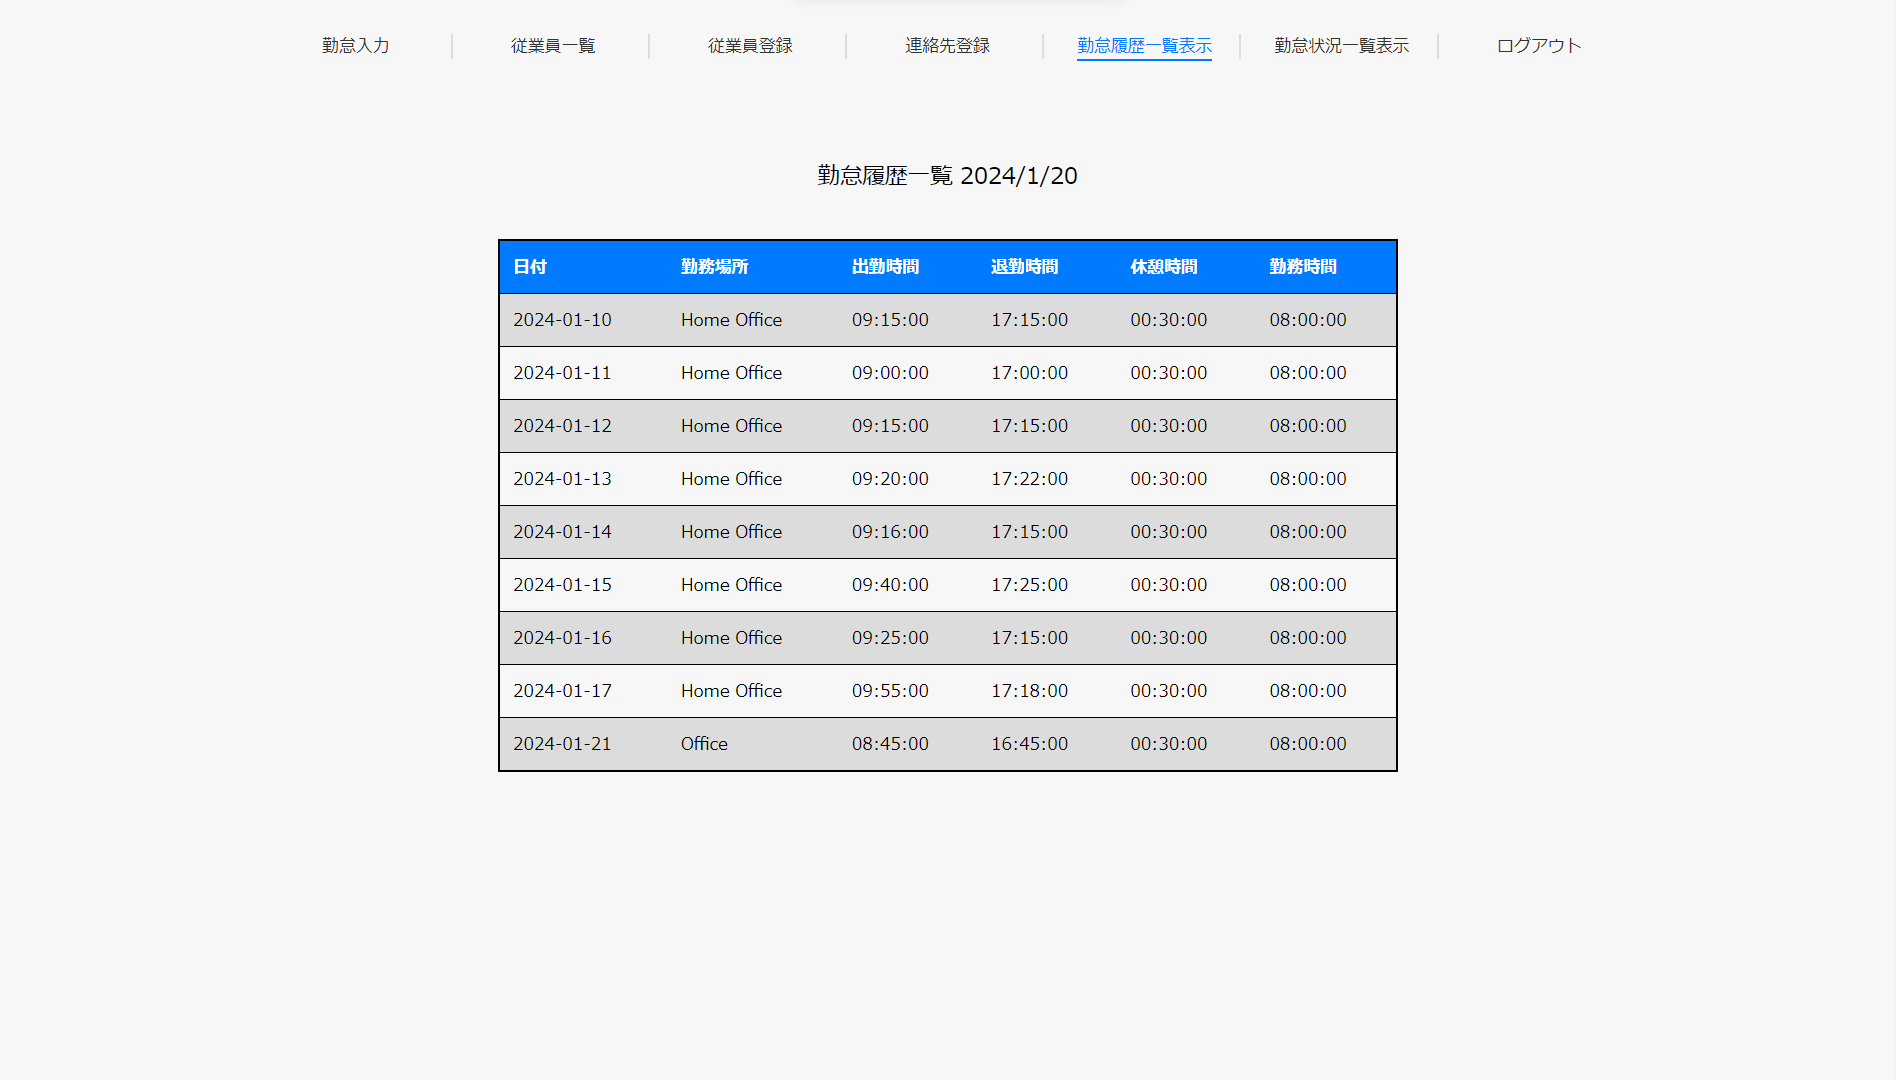 勤怠入力 従業員一覧 従業員登録 連絡先登録 勤怠履歴一覧表示 勤怠状況一覧表示 ログアウト
勤怠履歴一覧 2024/1/20
日付 勤務場所 出勤時間 退勤時間 休憩時間 勤務時間
2024-01-10 Home Office 09:15:00 17:15:00 00:30:00 08:00:00
2024-01-11 Home Office 09:00:00 17:00:00 00:30:00 08:00:00
2024-01-12 Home Office 09:15:00 17:15:00 00:30:00 08:00:00
2024-01-13 Home Office 09:20:00 17:22:00 00:30:00 08:00:00
2024-01-14 Home Office 09:16:00 17:15:00 00:30:00 08:00:00
2024-01-15 Home Office 09:40:00 17:25:00 00:30:00 08:00:00
2024-01-16 Home Office 09:25:00 17:15:00 00:30:00 08:00:00
2024-01-17 Home Office 09:55:00 17:18:00 00:30:00 08:00:00
2024-01-21 Office 08:45:00 16:45:00 00:30:00 08:00:00